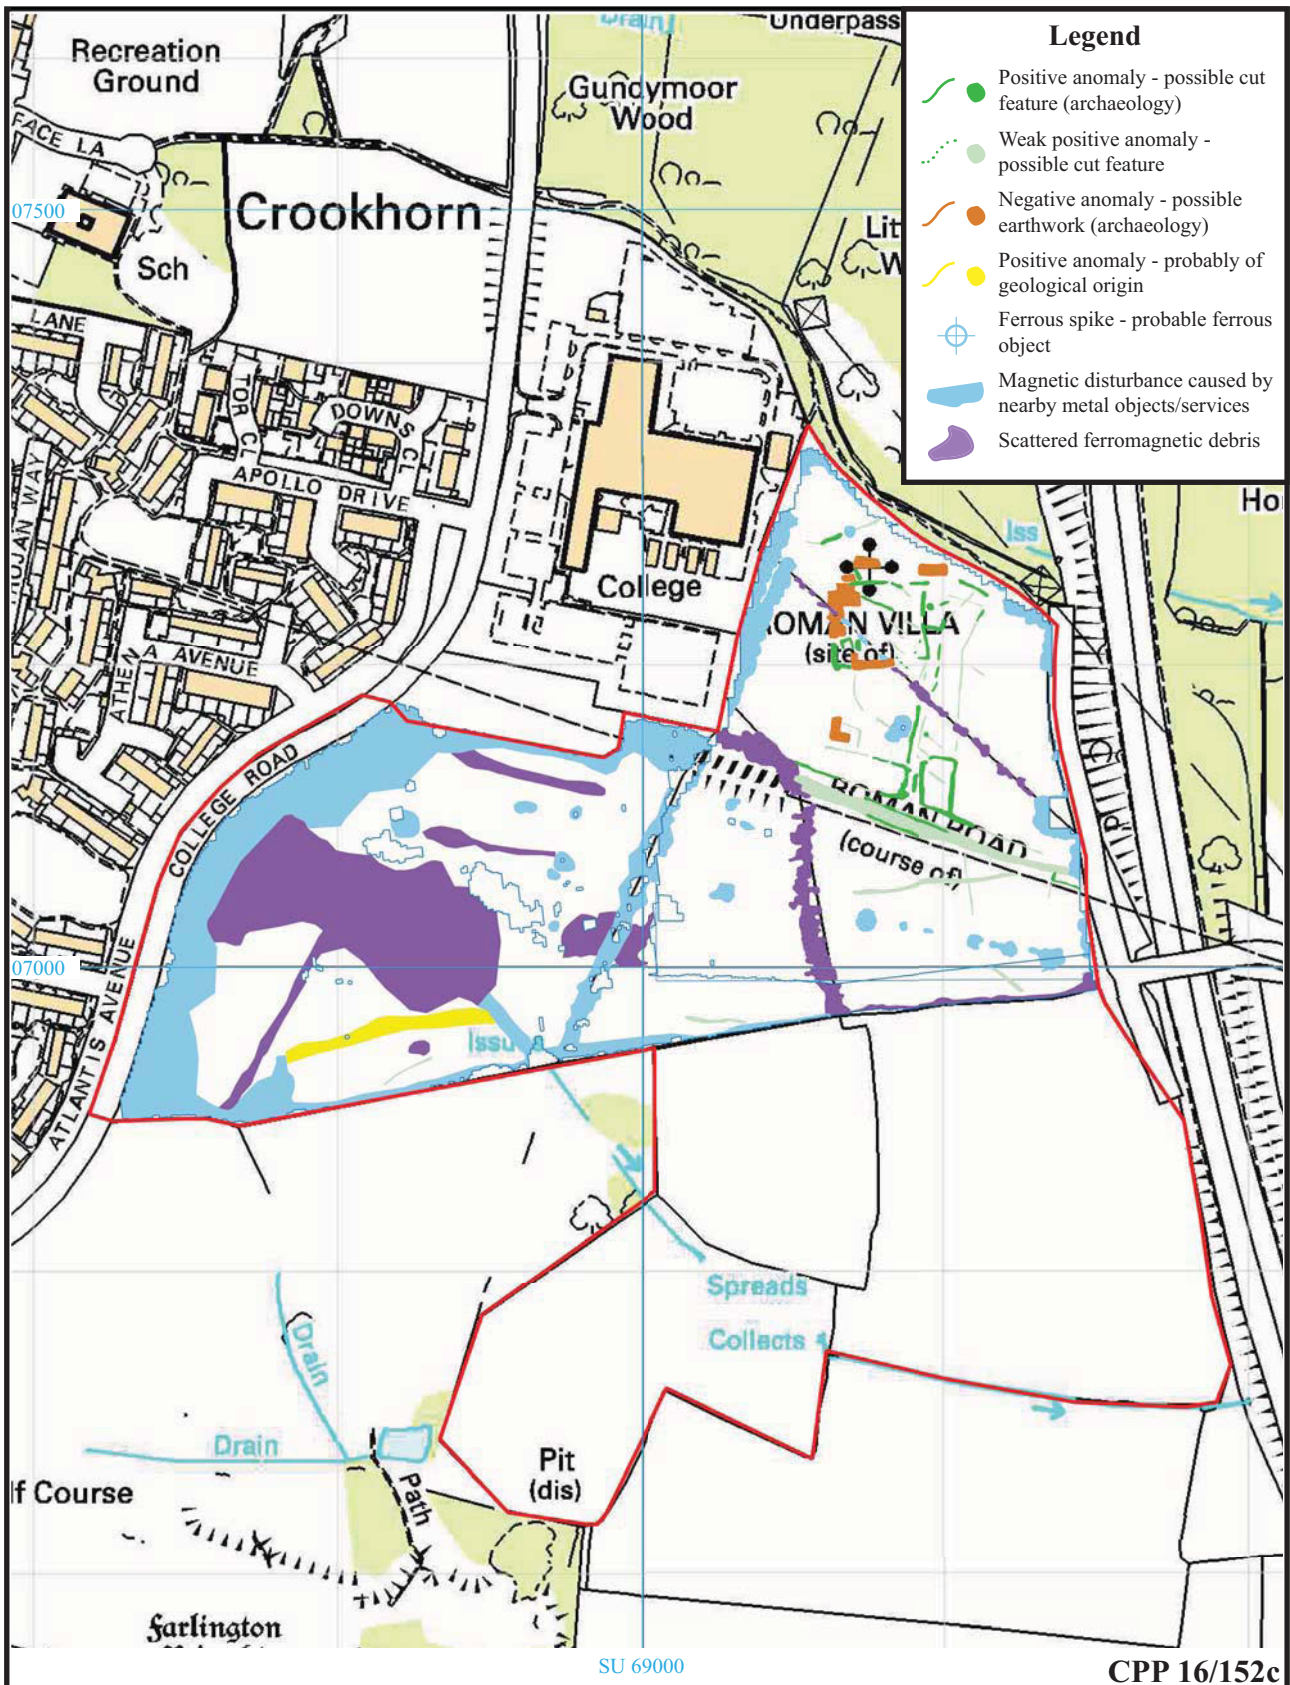 Recreation
Ground
Drain
Underpass
Gundymoor
Wood
FACE LA
07500
Crookhorn
Sch
LANE
TOR CL
DOWNS CL
APOLLO DRIVE
College
Iss
ROMAN VILLA
(site of)
A AVENUE
COLLEGE ROAD
ROMAN ROAD
(course of)
07000
ATLANTIS AVENUE
Issues
Spreads
Collects
Drain
Drain
Path
Pit
(dis)
lf Course
Farlington
SU 69000
CPP 16/152c
Legend
Positive anomaly - possible cut
feature (archaeology)
Weak positive anomaly -
possible cut feature
Negative anomaly - possible
earthwork (archaeology)
Positive anomaly - probably of
geological origin
Ferrous spike - probable ferrous
object
Magnetic disturbance caused by
nearby metal objects/services
Scattered ferromagnetic debris